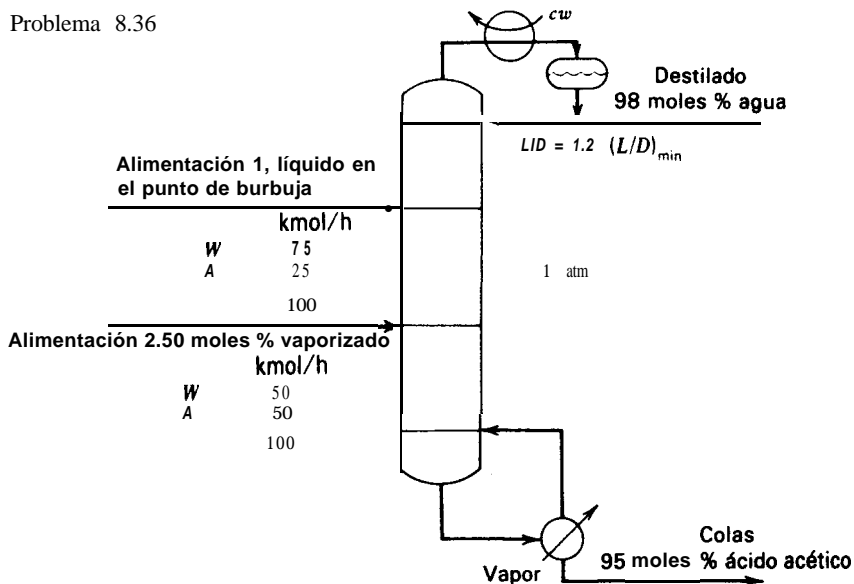 Problema 8.36
cw
Destilado
98 moles % agua
LID = 1.2 (L/D)min
Alimentación 1, líquido en
el punto de burbuja
kmol/h
W 75
A 25
100
1 atm
Alimentación 2.50 moles % vaporizado
kmol/h
W 50
A 50
100
Colas
95 moles % ácido acético
Vapor